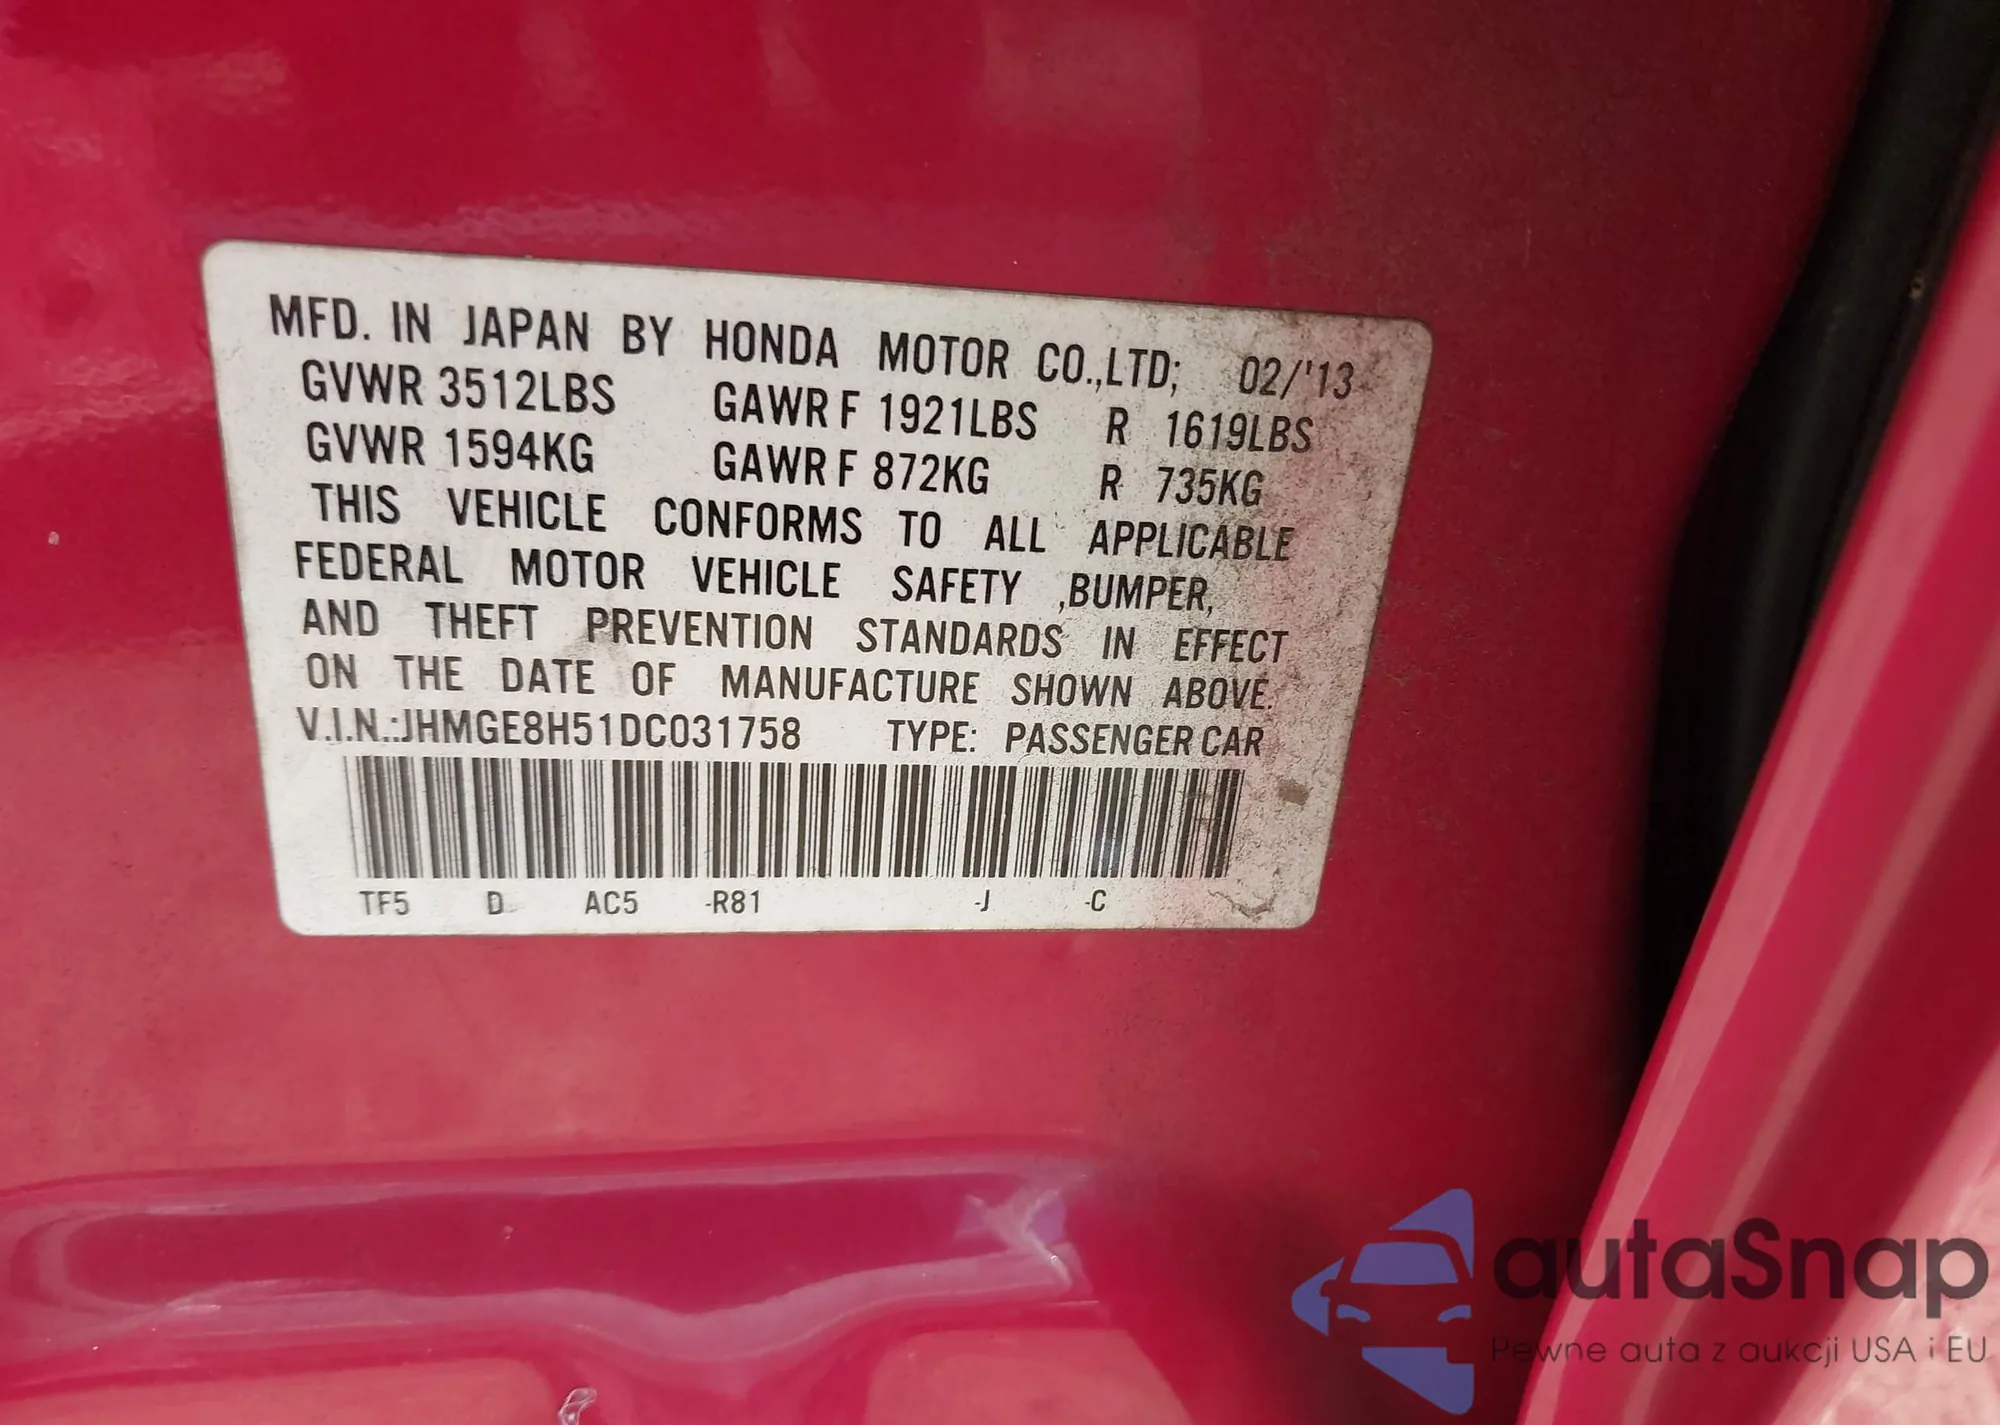 MFD. IN JAPAN BY HONDA MOTOR CO.,LTD; 02/'13
GVWR 3512LBS GAWR F 1921LBS R 1619LBS
GVWR 1594KG GAWR F 872KG R 735KG
THIS VEHICLE CONFORMS TO ALL APPLICABLE
FEDERAL MOTOR VEHICLE SAFETY ,BUMPER,
AND THEFT PREVENTION STANDARDS IN EFFECT
ON THE DATE OF MANUFACTURE SHOWN ABOVE.
V.I.N.:JHMGE8H51DC031758 TYPE: PASSENGER CAR
TF5 D AC5 -R81 -J -C
autaSnap
Pewne auta z aukcji USA i EU